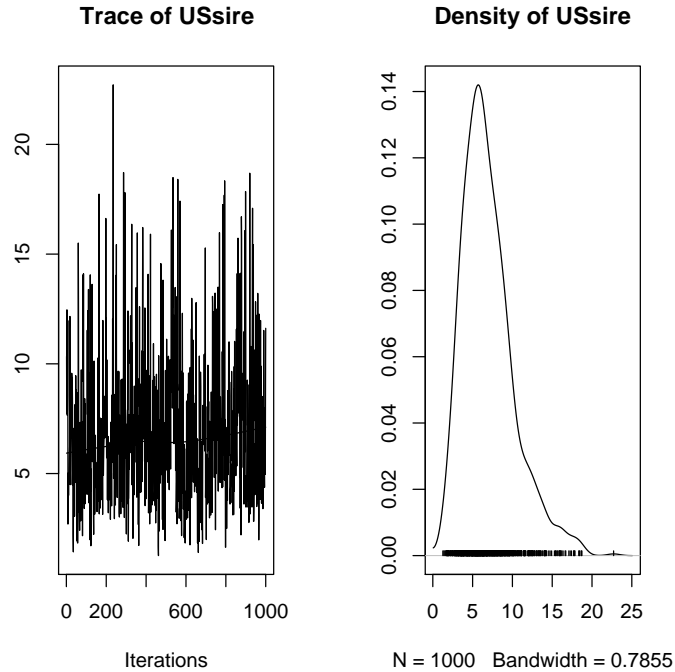 Trace of USsire
20
15
10
5
0 200 600 1000
Iterations
Density of USsire
0.14
0.12
0.10
0.08
0.06
0.04
0.02
0.00
0 5 10 15 20 25
N = 1000 Bandwidth = 0.7855